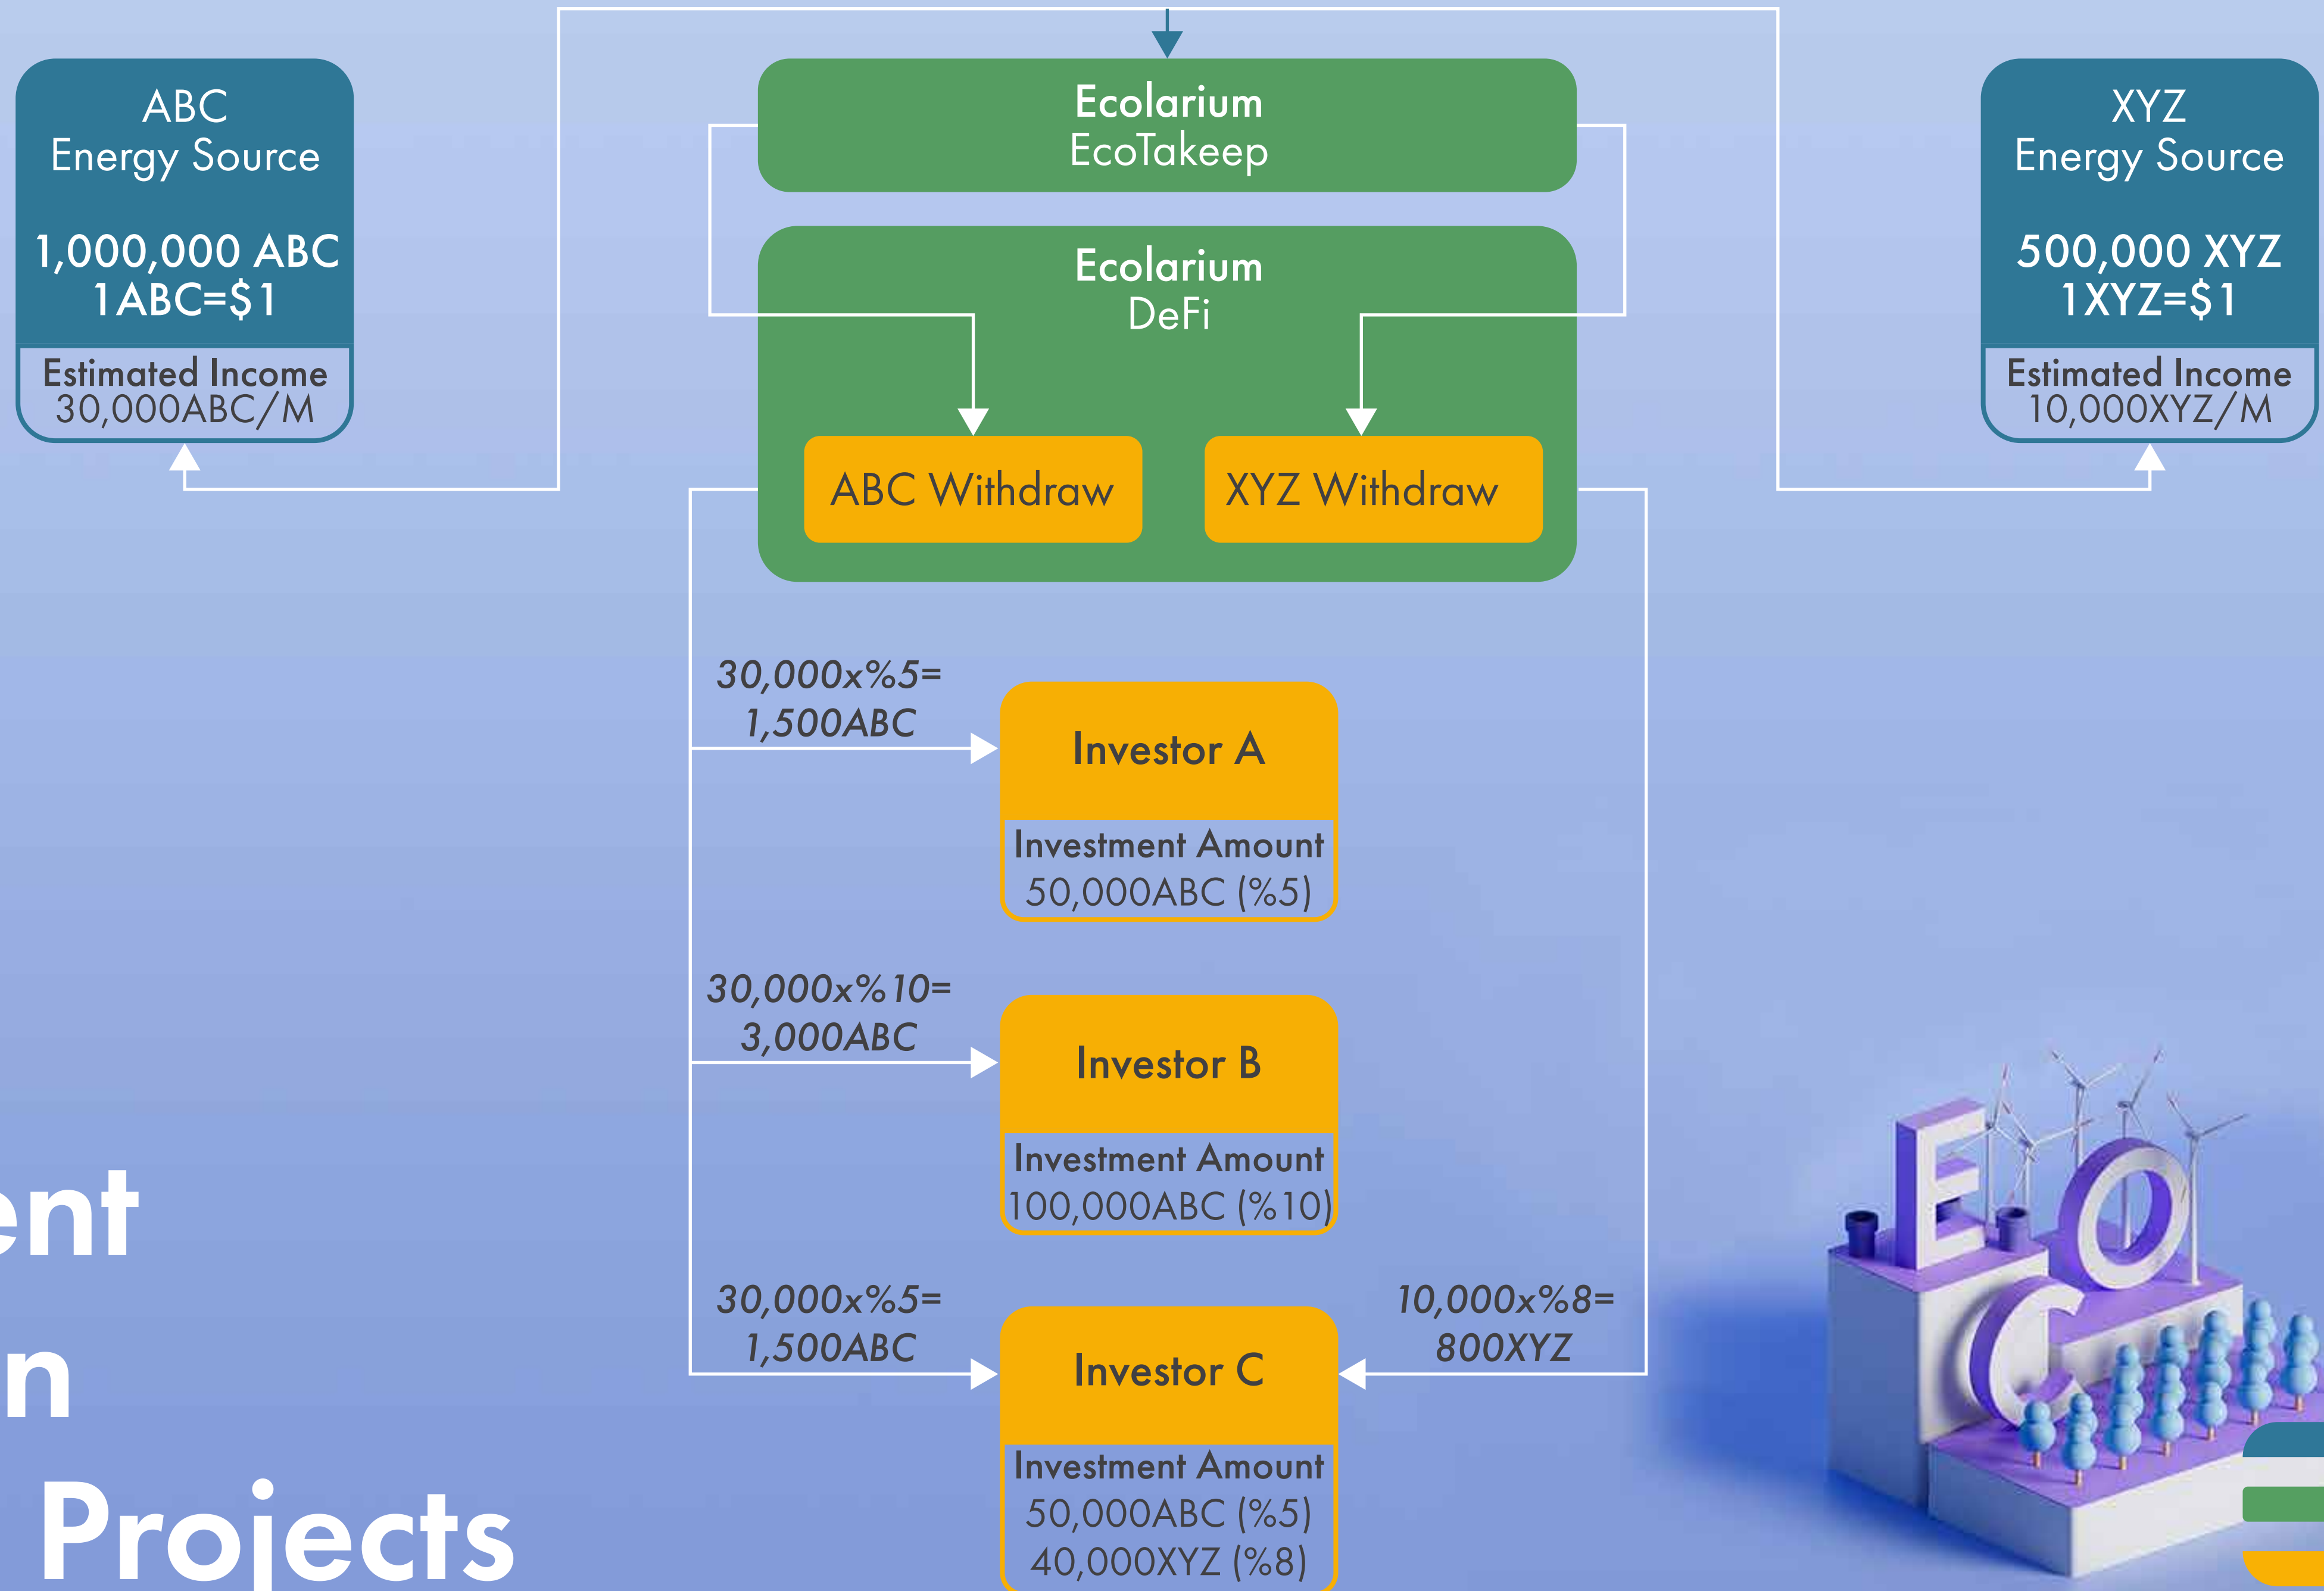 ABC
Energy Source
1,000,000 ABC
1ABC=$1
Estimated Income
30,000ABC/M
Ecolarium
EcoTakeep
Ecolarium
DeFi
ABC Withdraw
XYZ Withdraw
XYZ
Energy Source
500,000 XYZ
1XYZ=$1
Estimated Income
10,000XYZ/M
30,000x%5=
1,500ABC
Investor A
Investment Amount
50,000ABC (%5)
30,000x%10=
3,000ABC
Investor B
Investment Amount
100,000ABC (%10)
30,000x%5=
1,500ABC
Investor C
Investment Amount
50,000ABC (%5)
40,000XYZ (%8)
10,000x%8=
800XYZ
Projects
ECO